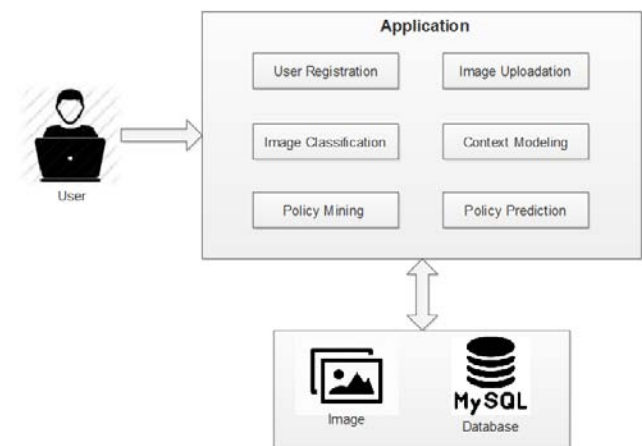 Application
User Registration
Image Uploadation
Image Classification
Context Modeling
Policy Mining
Policy Prediction
User
Image
MySQL
Database